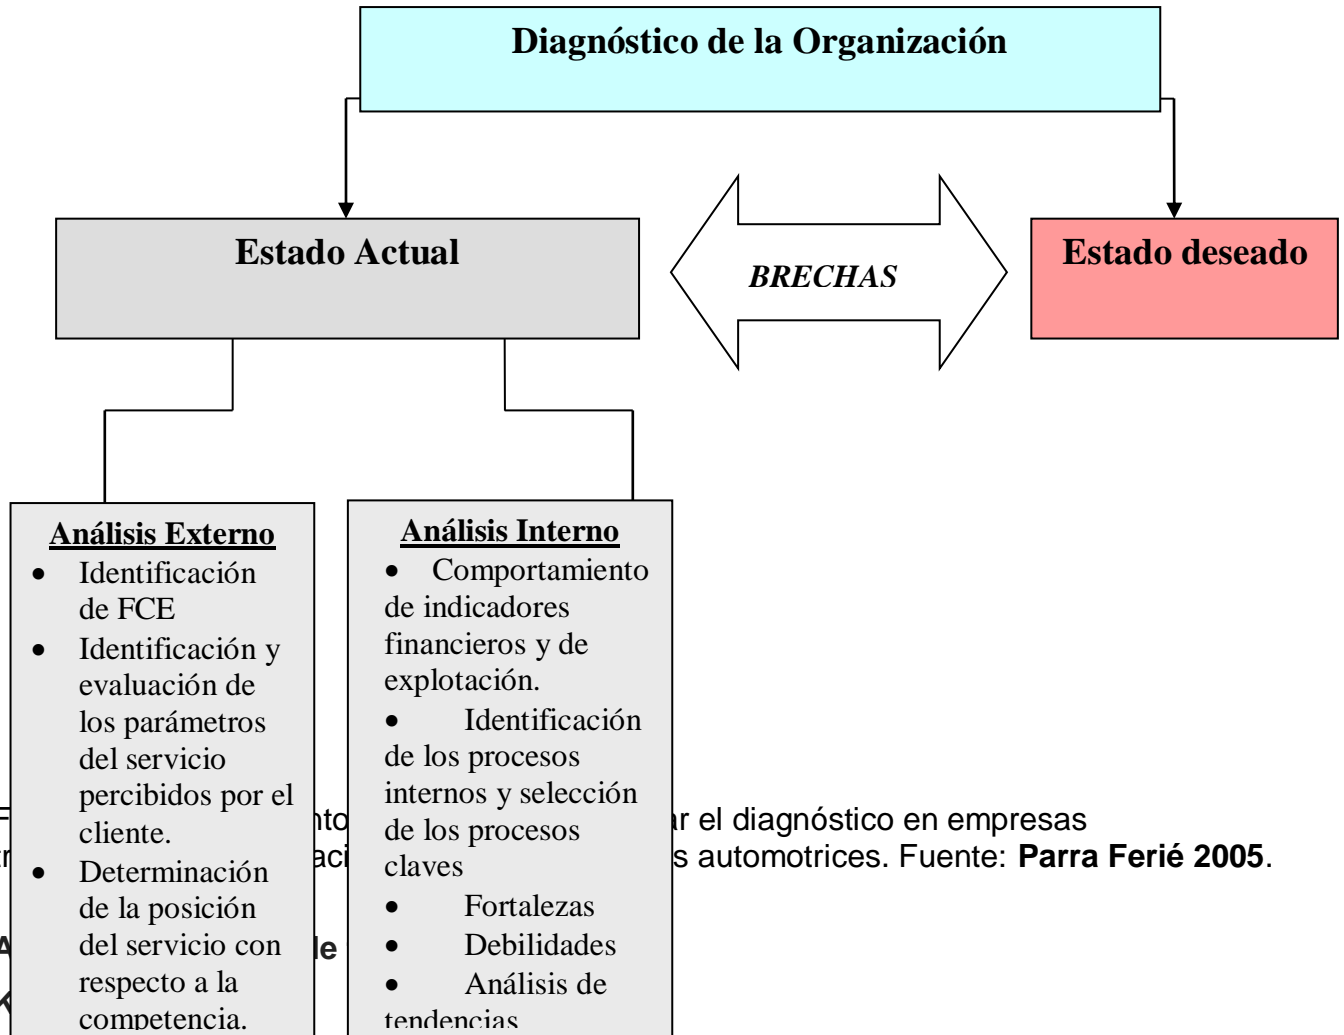 Diagnóstico de la Organización
Estado Actual
BRECHAS
Estado deseado
Análisis Externo
• Identificación
de FCE
• Identificación y
evaluación de
los parámetros
del servicio
percibidos por el
cliente.
• Determinación
de la posición
del servicio con
respecto a la
competencia.
Análisis Interno
• Comportamiento
de indicadores
financieros y de
explotación.
• Identificación
de los procesos
internos y selección
de los procesos
claves
• Fortalezas
• Debilidades
• Análisis de
tendencias
el diagnóstico en empresas
automotrices. Fuente: Parra Ferié 2005.